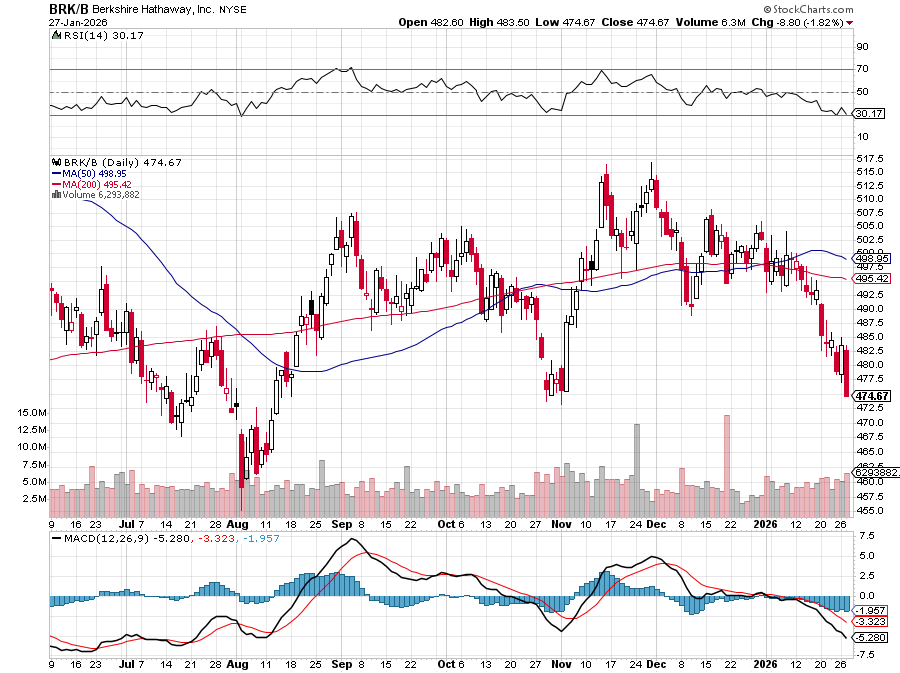 BRK/B Berkshire Hathaway, Inc. NYSE
© StockCharts.com
27-Jan-2026
Open 482.60 High 483.50 Low 474.67 Close 474.67 Volume 6.3M Chg -8.80 (-1.82%)
RSI(14) 30.17
90
70
50
30.17
10
BRK/B (Daily) 474.67
MA(50) 498.95
MA(200) 495.42
Volume 6,293,882
517.5
515.0
512.5
510.0
507.5
505.0
502.5
500.0
498.95
497.5
495.42
492.5
490.0
487.5
485.0
482.5
480.0
477.5
474.67
472.5
470.0
467.5
465.0
462.5
6293882
460.0
457.5
455.0
15.0M
12.5M
10.0M
7.5M
5.0M
2.5M
9 16 23 Jul 7 14 21 28 Aug 11 18 25 Sep 8 15 22 Oct 6 13 20 27 Nov 10 17 24 Dec 8 15 22 2026 12 20 26
MACD(12,26,9) -5.280, -3.323, -1.957
7.5
5.0
2.5
0.0
-1.957
-3.323
-5.280
-7.5
9 16 23 Jul 7 14 21 28 Aug 11 18 25 Sep 8 15 22 Oct 6 13 20 27 Nov 10 17 24 Dec 8 15 22 2026 12 20 26